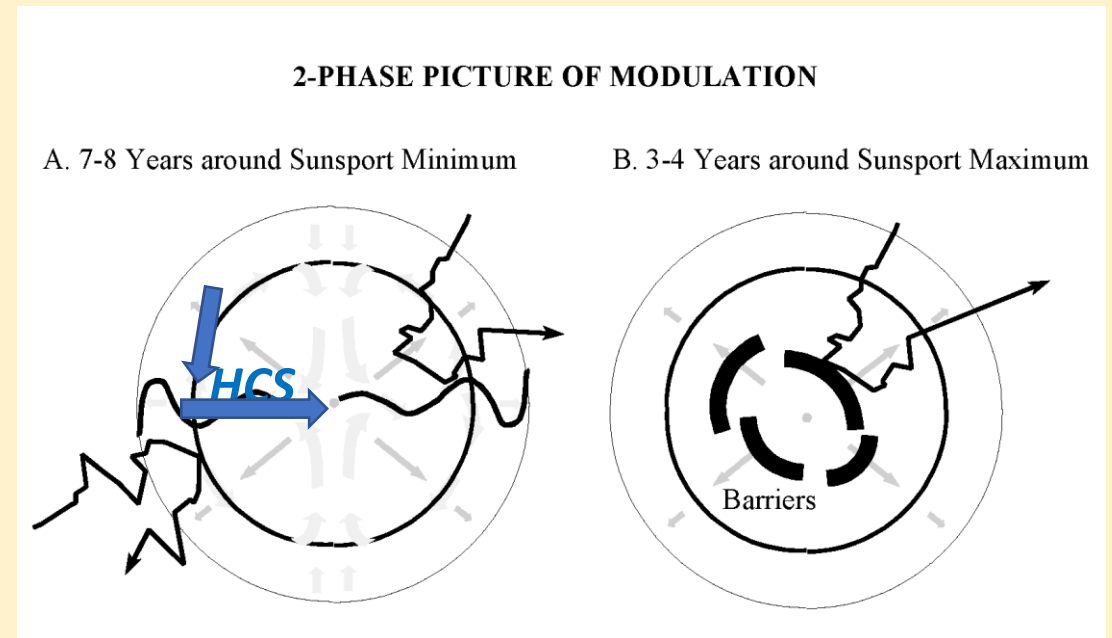 2-PHASE PICTURE OF MODULATION
A. 7-8 Years around Sunsport Minimum
B. 3-4 Years around Sunsport Maximum
HCS
Barriers